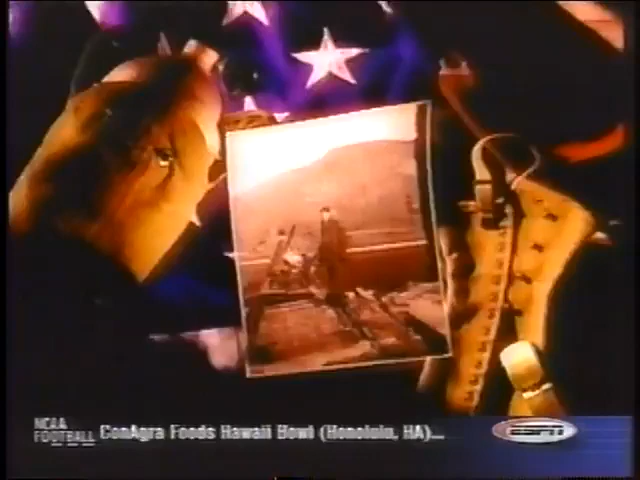 NCAA
FOOTBALL
ConAgra Foods Hawaii Bowl (Honolulu, HA)...
ESPN